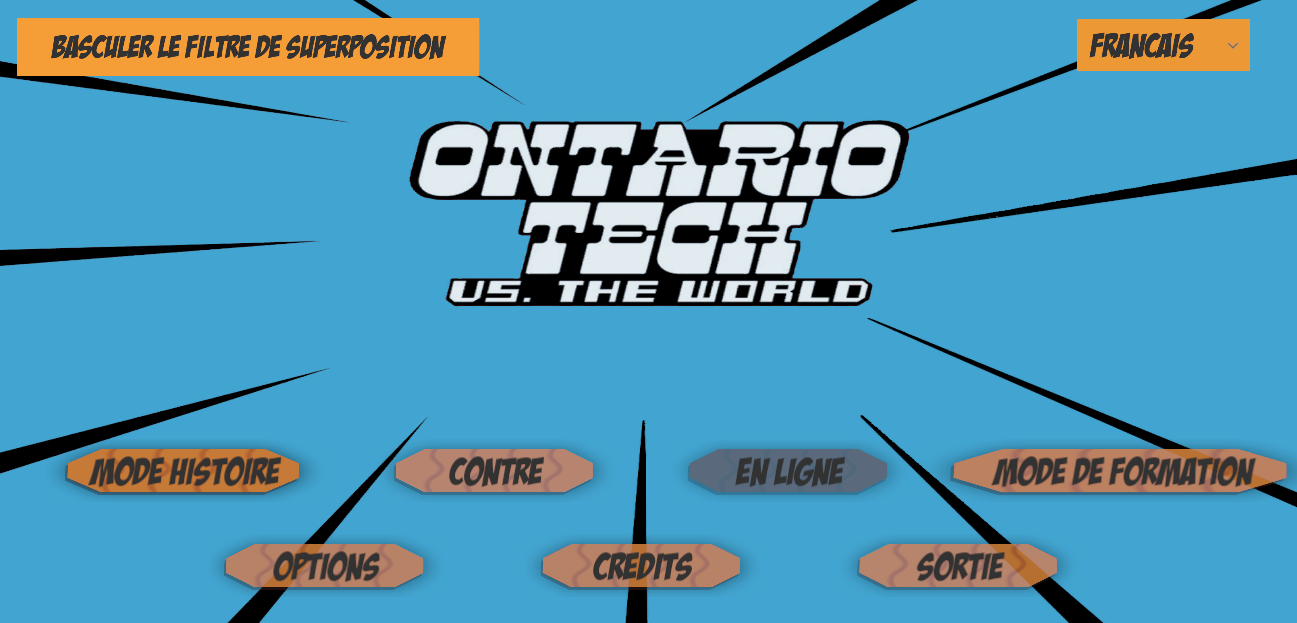 BASCULER LE FILTRE DE SUPERPOSITION
FRANCAIS
ONTARIO
TECH
VS. THE WORLD
MODE HISTOIRE
CONTRE
EN LIGNE
MODE DE FORMATION
OPTIONS
CREDITS
SORTIE